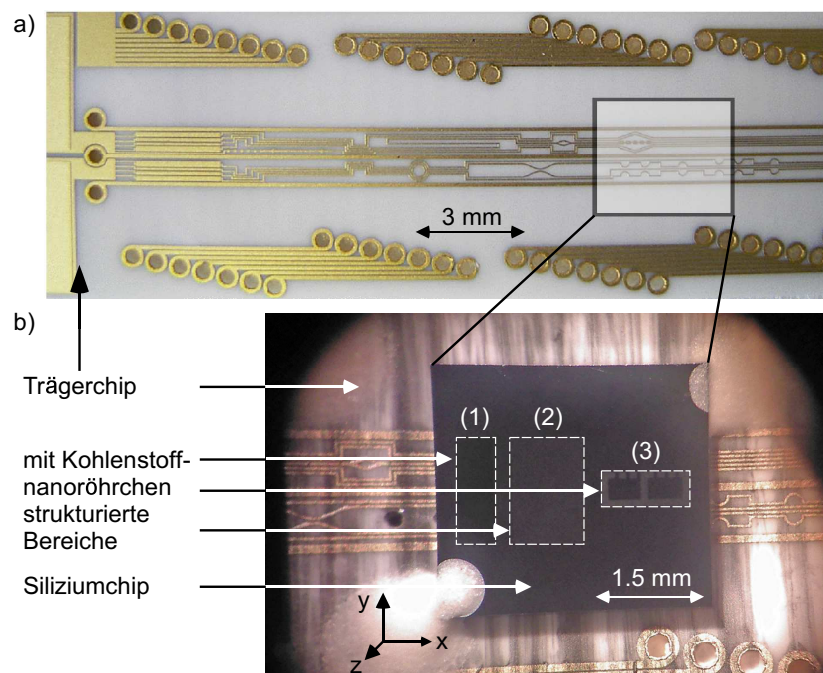 a)
3 mm
b)
Trägerchip
(1)
(2)
(3)
mit Kohlenstoff-
nanoröhrchen
strukturierte
Bereiche
Siliziumchip
1.5 mm
y
x
z